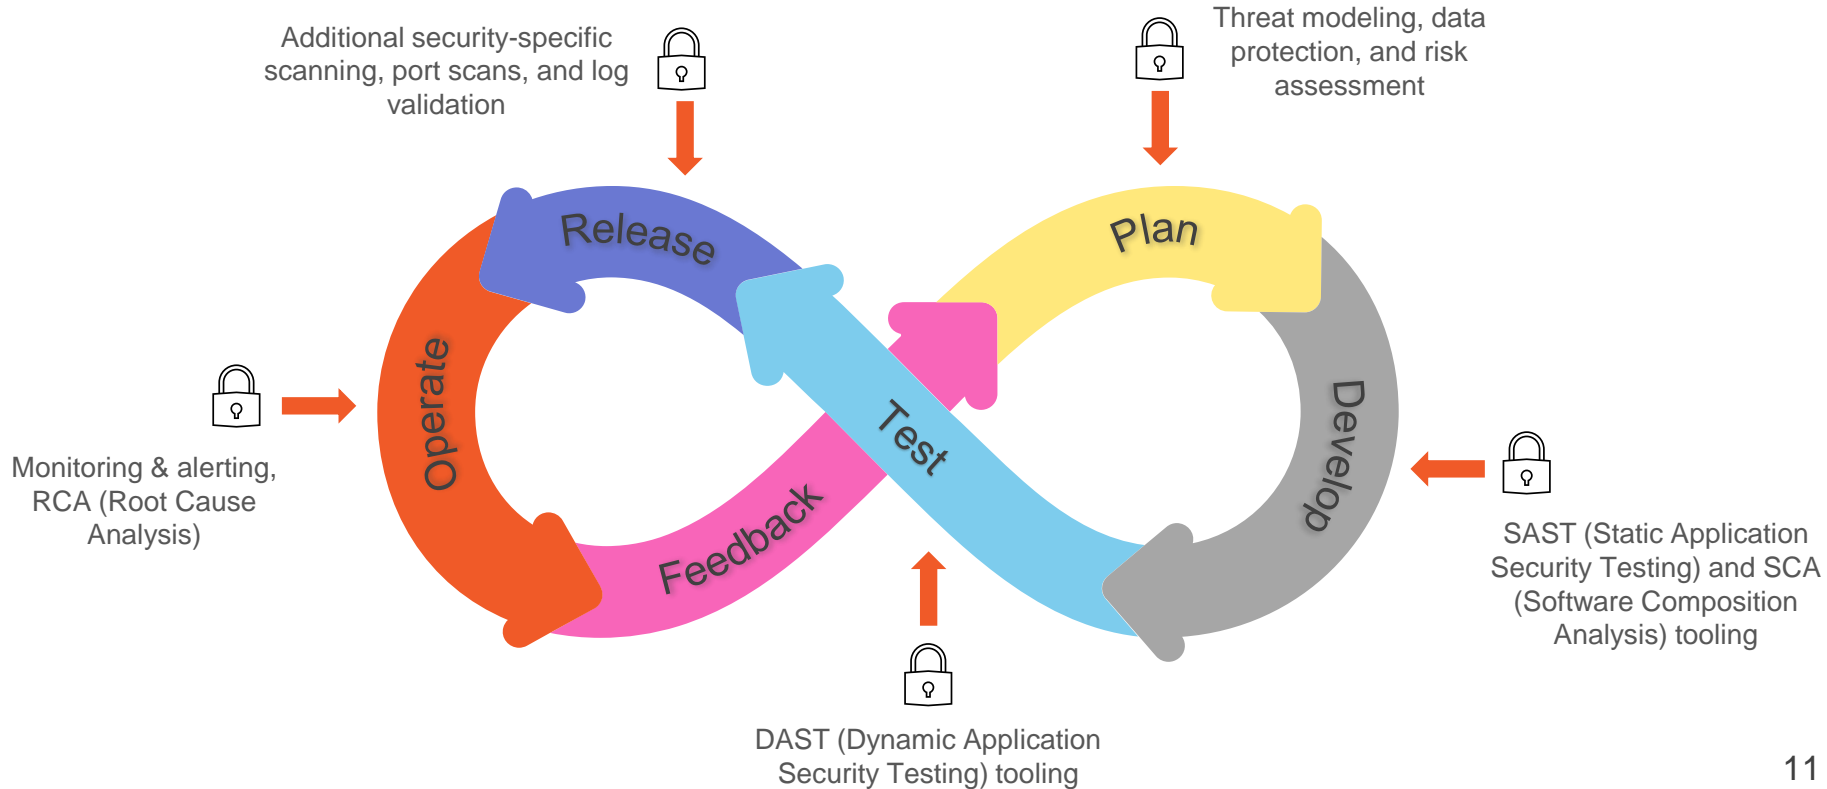 Additional security-specific
scanning, port scans, and log
validation
Threat modeling, data
protection, and risk
assessment
Release
Plan
Operate
Test
Develop
Feedback
Monitoring & alerting,
RCA (Root Cause
Analysis)
SAST (Static Application
Security Testing) and SCA
(Software Composition
Analysis) tooling
DAST (Dynamic Application
Security Testing) tooling
11